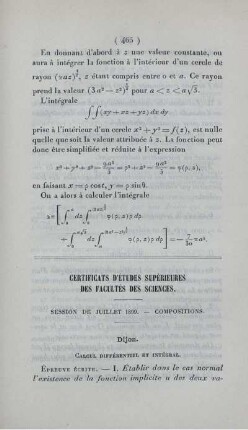 ( 465 )
En donnant d'abord à z une valeur constante, on
aura à intégrer la fonction à l'intérieur d'un cercle de
rayon (2az)^{1/2}, z étant compris entre 0 et a. Ce rayon
prend la valeur (3a² − z²)^{1/2} pour a < z < a√3.
L'intégrale
∫∫(xy + xz + yz) dx dy
prise à l'intérieur d'un cercle x² + y² = f(z), est nulle
quelle que soit la valeur attribuée à z. La fonction peut
donc être simplifiée et réduite à l'expression
en faisant x = ρ cos t, y = ρ sin t.
On a alors à calculer l'intégrale
CERTIFICATS D'ÉTUDES SUPÉRIEURES
DES FACULTÉS DES SCIENCES.
SESSION DE JUILLET 1899. — COMPOSITIONS.
Dijon.
CALCUL DIFFÉRENTIEL ET INTÉGRAL.
ÉPREUVE ÉCRITE. — I. Établir dans le cas normal
l'existence de la fonction implicite u des deux va-